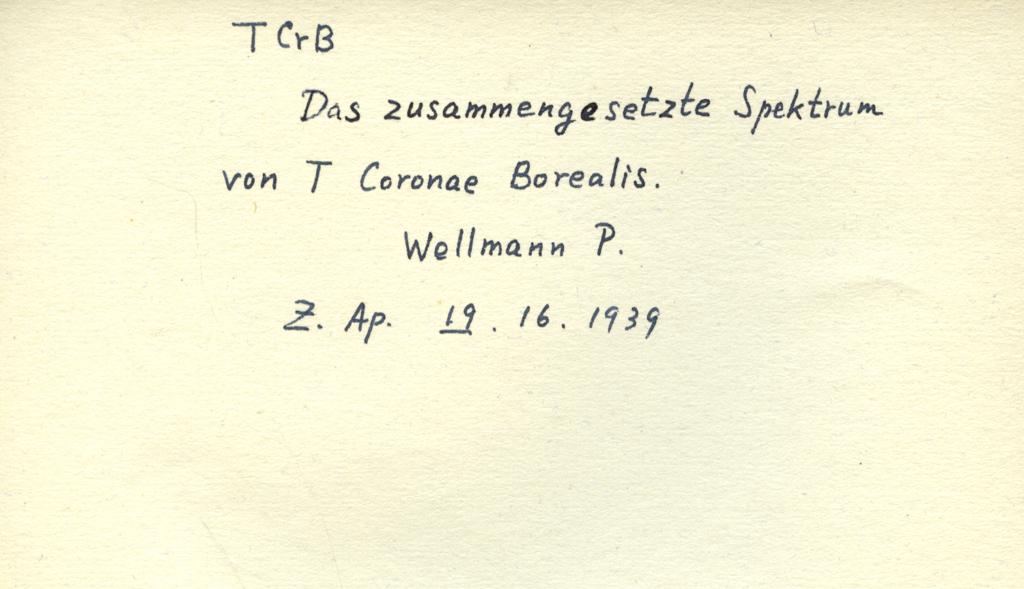 T CrB
Das zusammengesetzte Spektrum
von T Coronae Borealis.
Wellmann P.
Z. Ap. 19. 16. 1939